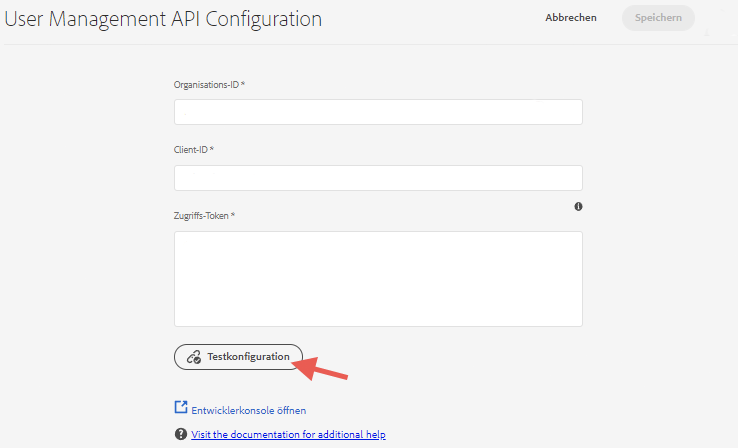 User Management API Configuration
Abbrechen
Speichern
Organisations-ID *
Client-ID *
Zugriffs-Token *
Testkonfiguration
Entwicklerkonsole öffnen
Visit the documentation for additional help